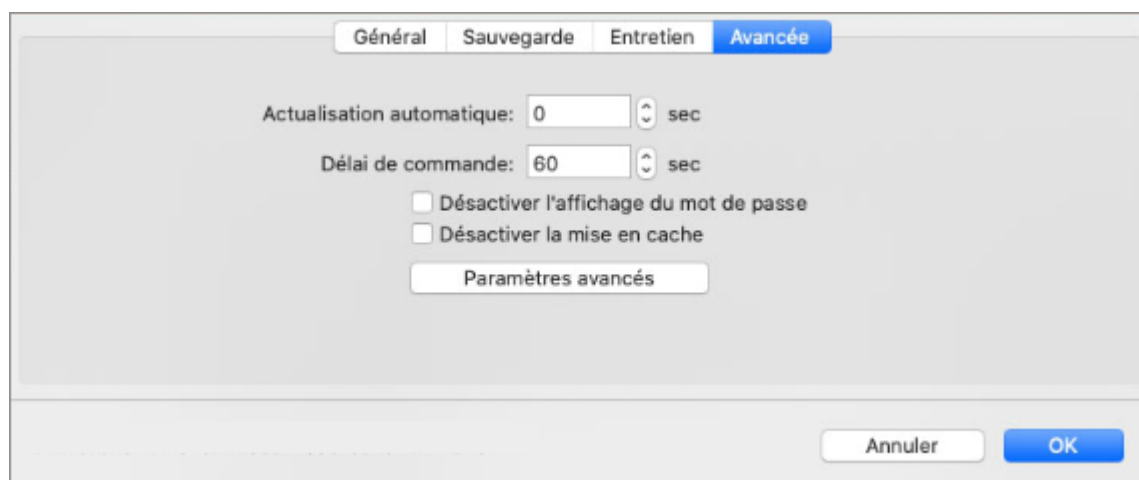 Général Sauvegarde Entretien Avancée
Actualisation automatique: 0 sec
Délai de commande: 60 sec
Désactiver l'affichage du mot de passe
Désactiver la mise en cache
Paramètres avancés
Annuler OK